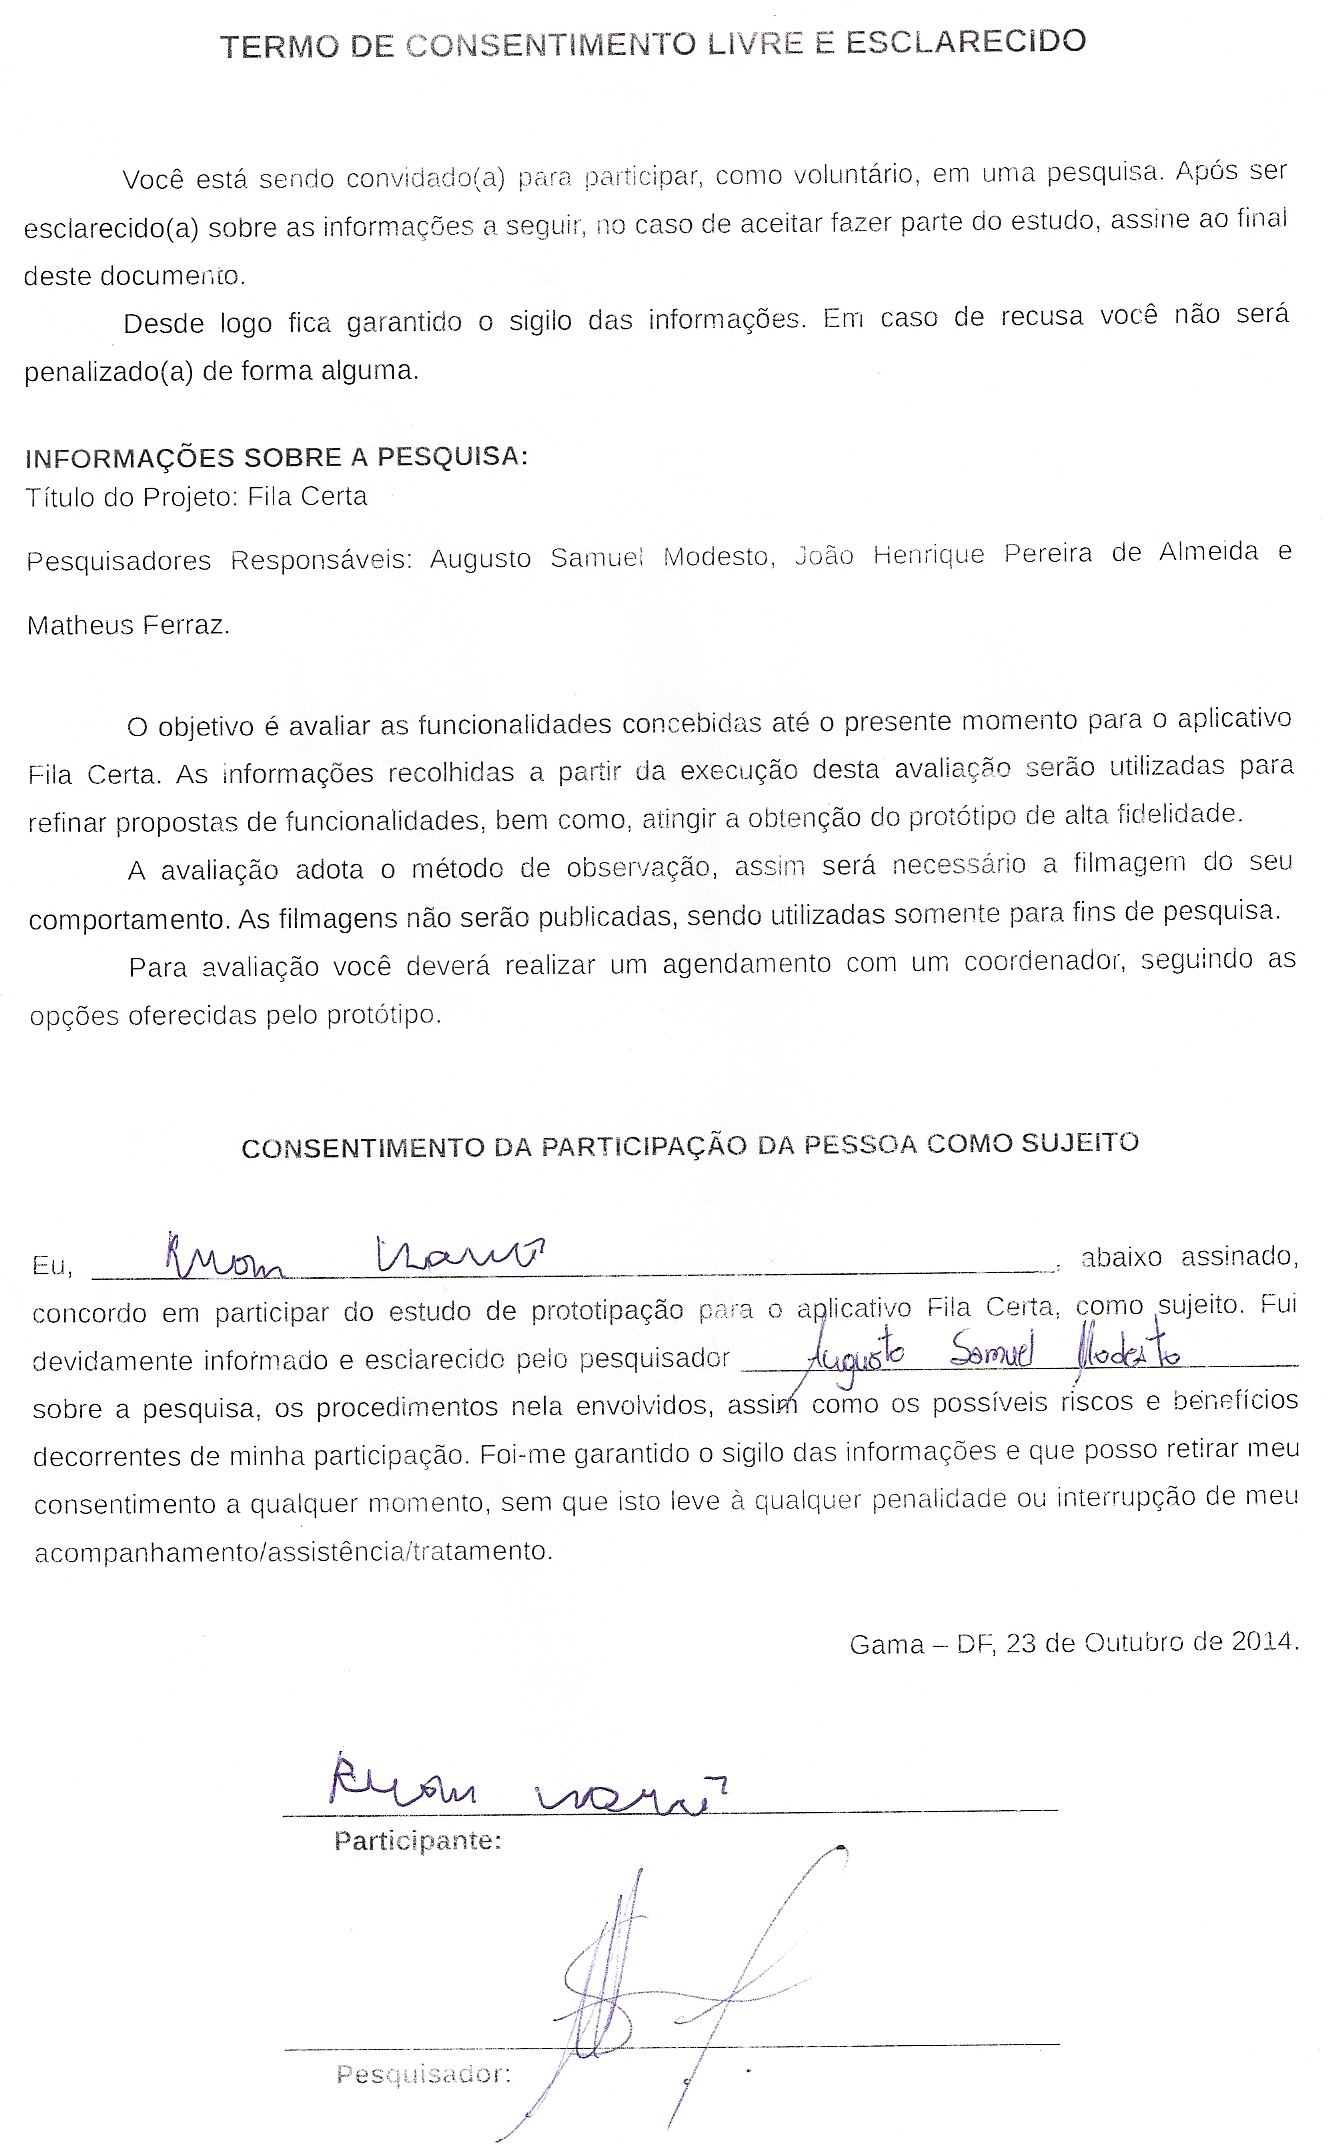 TERMO DE CONSENTIMENTO LIVRE E ESCLARECIDO
Você está sendo convidado(a) para participar, como voluntário, em uma pesquisa. Após ser
esclarecido(a) sobre as informações a seguir, no caso de aceitar fazer parte do estudo, assine ao final
deste documento.
Desde logo fica garantido o sigilo das informações. Em caso de recusa você não será
penalizado(a) de forma alguma.
INFORMAÇÕES SOBRE A PESQUISA:
Título do Projeto: Fila Certa
Pesquisadores Responsáveis: Augusto Samuel Modesto, João Henrique Pereira de Almeida e
Matheus Ferraz.
O objetivo é avaliar as funcionalidades concebidas até o presente momento para o aplicativo
Fila Certa. As informações recolhidas a partir da execução desta avaliação serão utilizadas para
refinar propostas de funcionalidades, bem como, atingir a obtenção do protótipo de alta fidelidade.
A avaliação adota o método de observação, assim será necessário a filmagem do seu
comportamento. As filmagens não serão publicadas, sendo utilizadas somente para fins de pesquisa.
Para avaliação você deverá realizar um agendamento com um coordenador, seguindo as
opções oferecidas pelo protótipo.
CONSENTIMENTO DA PARTICIPAÇÃO DA PESSOA COMO SUJEITO
Eu, , abaixo assinado,
concordo em participar do estudo de prototipação para o aplicativo Fila Certa, como sujeito. Fui
devidamente informado e esclarecido pelo pesquisador Augusto Samuel Modesto
sobre a pesquisa, os procedimentos nela envolvidos, assim como os possíveis riscos e benefícios
decorrentes de minha participação. Foi-me garantido o sigilo das informações e que posso retirar meu
consentimento a qualquer momento, sem que isto leve à qualquer penalidade ou interrupção de meu
acompanhamento/assistência/tratamento.
Gama – DF, 23 de Outubro de 2014.
Participante:
Pesquisador: